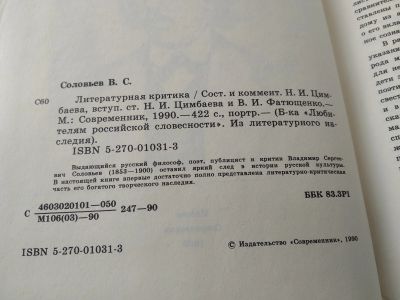 Соловьев В. С.
С60
Литературная критика / Сост. и коммент. Н. И. Цим-
баева, вступ. ст. Н. И. Цимбаева и В. И. Фатющенко.—
М.: Современник, 1990.—422 с., портр.— (Б-ка «Люби-
телям российской словесности». Из литературного на-
следия).
ISBN 5-270-01031-3
Выдающийся русский философ, поэт, публицист и критик Владимир Сергее-
вич Соловьев (1853—1900) оставил яркий след в истории русской культуры.
В настоящей книге впервые достаточно полно представлена литературно-критическая
часть его богатого творческого наследия.
С 4603020101—050
М106(03)—90
247—90
ББК 83.3Р1
ISBN 5-270-01031-3
© Издательство «Современник», 1990